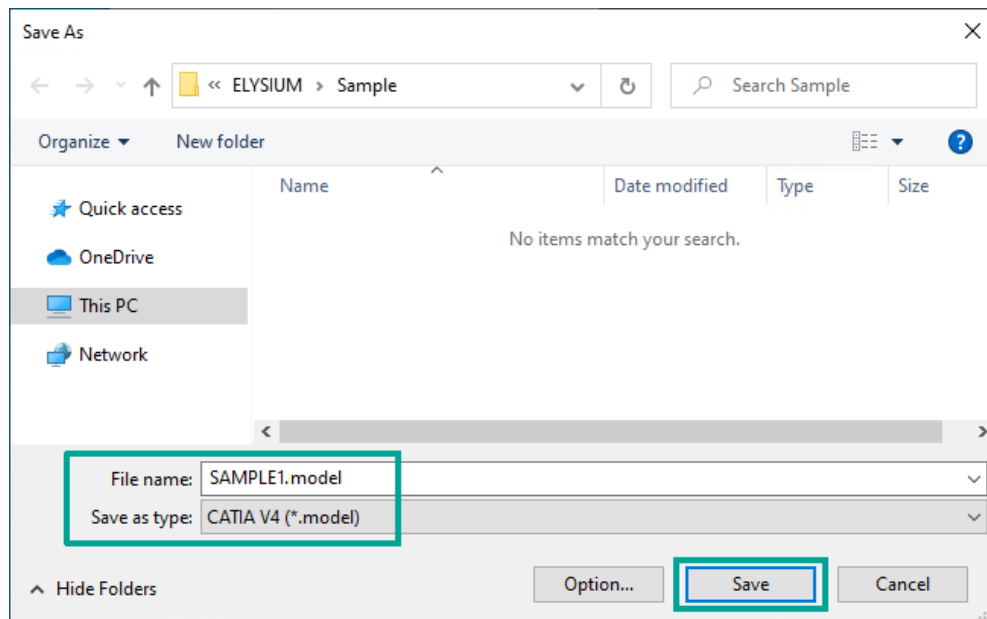 Save As
« ELYSIUM > Sample
Search Sample
Organize
New folder
Name
Date modified
Type
Size
Quick access
No items match your search.
OneDrive
This PC
Network
File name: SAMPLE1.model
Save as type: CATIA V4 (*.model)
Hide Folders
Option...
Save
Cancel